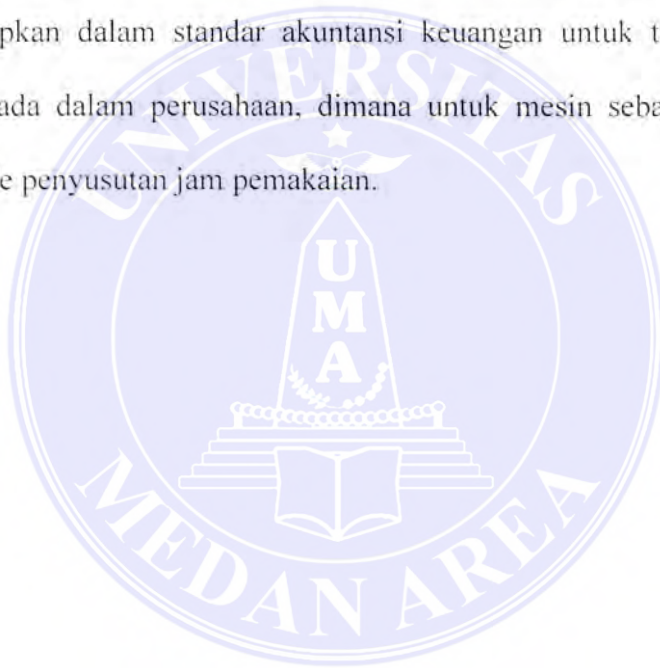 pkan dalam standar akuntansi keuangan untuk t
ada dalam perusahaan, dimana untuk mesin seba
e penyusutan jam pemakaian.
UNIVERSITAS
U
M
A
MEDAN AREA